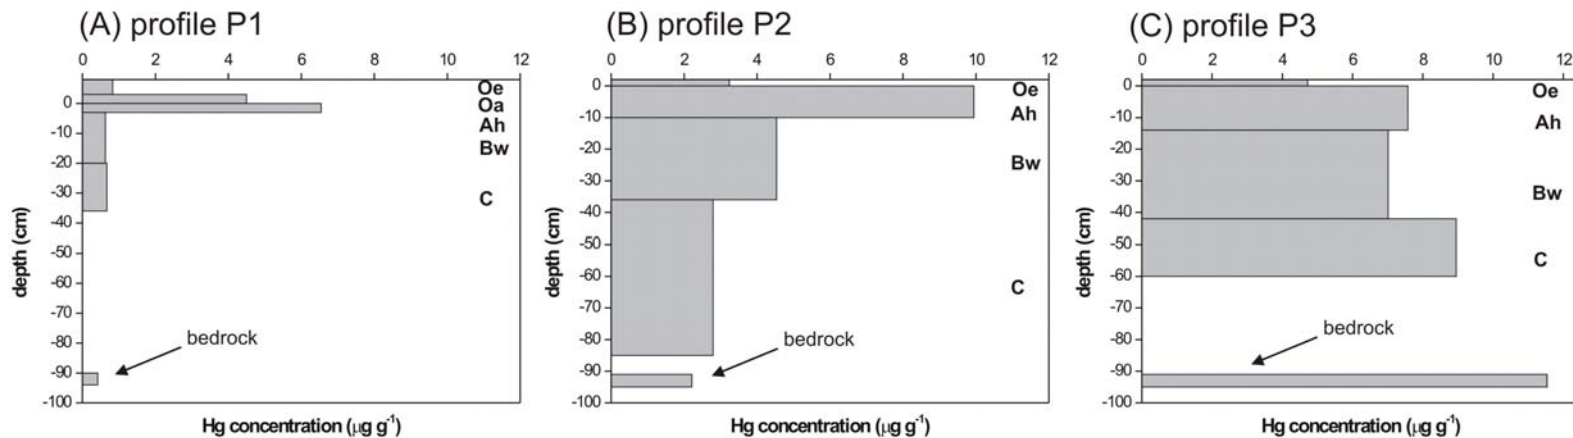 (A) profile P1
0 2 4 6 8 10 12
Oe
0
Oa
-10
Ah
Bw
-20
-30
C
-40
-50
-60
-70
-80
bedrock
-90
-100
depth (cm)
Hg concentration (μg g-1)
(B) profile P2
0 2 4 6 8 10 12
0
Oe
-10
Ah
-20
Bw
-30
-40
-50
-60
C
-70
-80
bedrock
-90
-100
depth (cm)
Hg concentration (μg g-1)
(C) profile P3
0 2 4 6 8 10 12
0
Oe
-10
Ah
-20
-30
Bw
-40
-50
C
-60
-70
-80
bedrock
-90
-100
depth (cm)
Hg concentration (μg g-1)